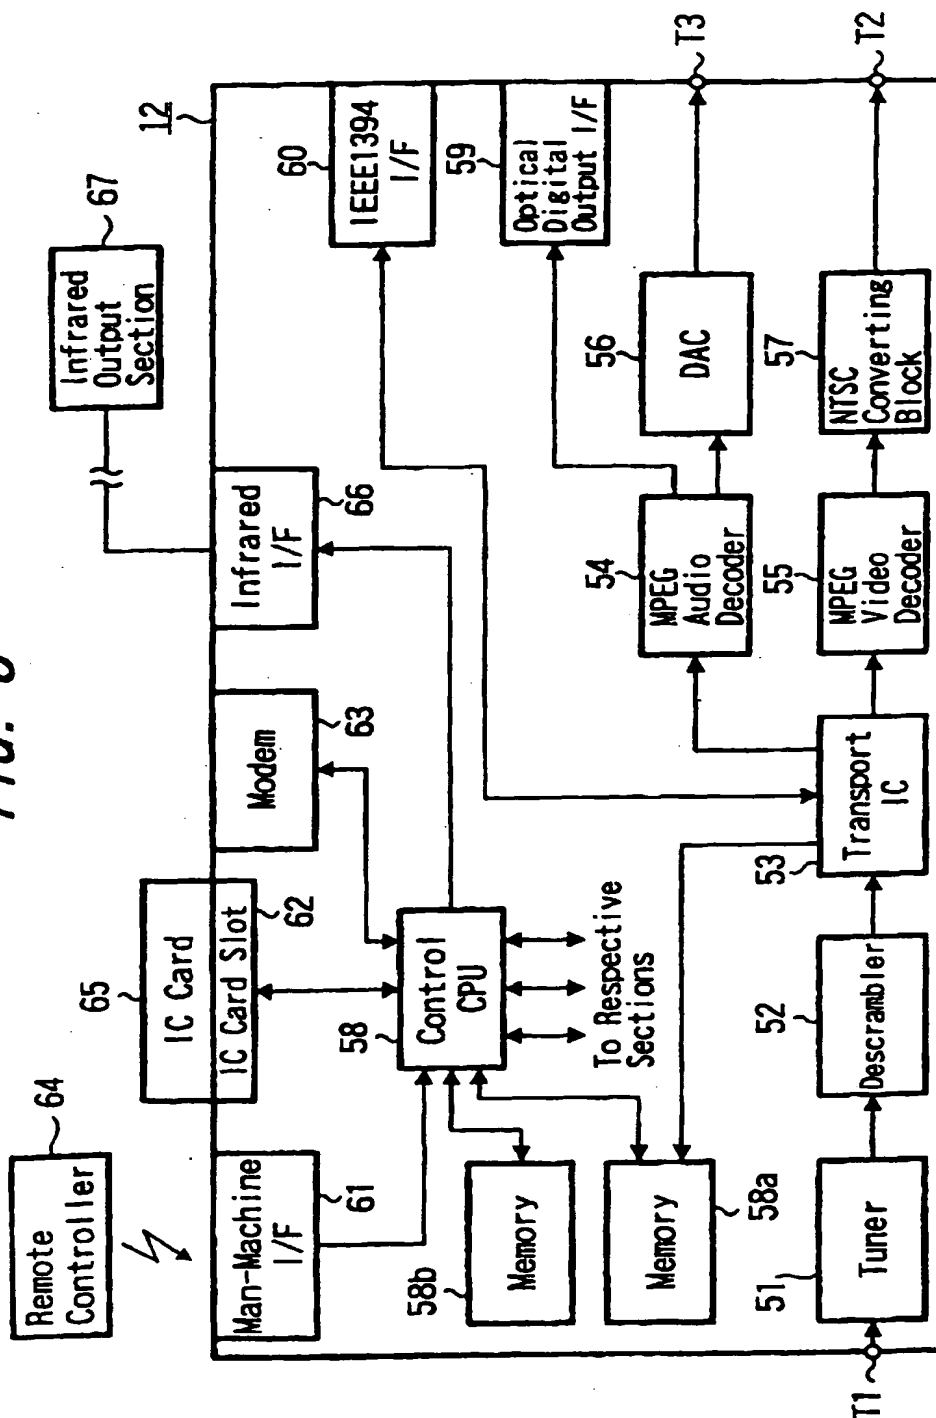 FIG.
Remote
Controller
64
Infrared
Output
Section
67
65
IC Card
12
Man-Machine
I/F
61
IC Card Slot
62
Modem
63
Infrared
I/F
66
60
IEEE1394
I/F
58
Control
CPU
58b
Memory
59
Optical
Digital
Output I/F
To Respective
Sections
Memory
58a
54
MPEG
Audio
Decoder
56
DAC
T3
51
Tuner
52
Descrambler
53
Transport
IC
55
MPEG
Video
Decoder
57
NTSC
Converting
Block
T1
T2